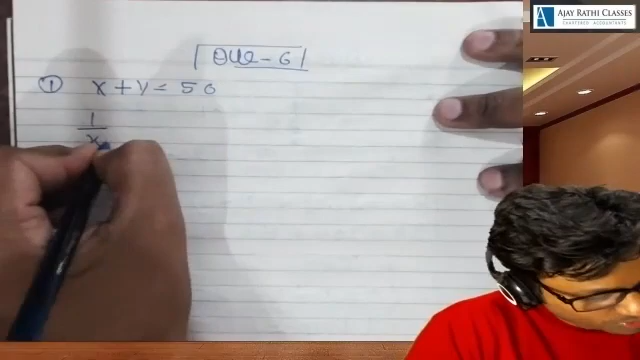 AJAY RATHI CLASSES
CHARTERED ACCOUNTANTS
QUE-6
① x + y = 50
1
x